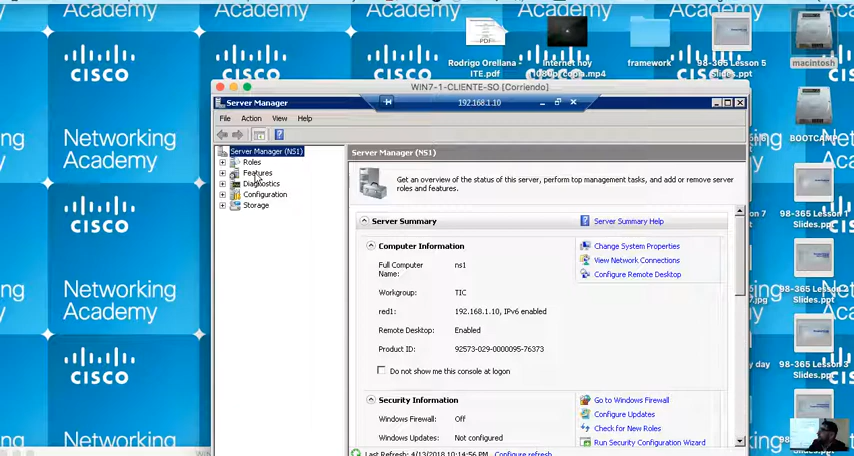 CISCO
Networking
Academy
Rodrigo Orellana -
ITE.pdf
PDF
Internet hoy
1080p copia.mp4
framework
98-365 Lesson
5 Slides.ppt
macintosh
BOOTCAMP
98-365 Lesson 1
Slides.ppt
98-365 Lesson
Slides.ppt
98-365 Lesson 3
Slides.ppt
WIN7-1-CLIENTE-SO [Corriendo]
Server Manager
192.168.1.10
File Action View Help
Server Manager (NS1)
Roles
Features
Diagnostics
Configuration
Storage
Server Manager (NS1)
Get an overview of the status of this server, perform top management tasks, and add or remove server
roles and features.
Server Summary
Server Summary Help
Computer Information
Change System Properties
View Network Connections
Configure Remote Desktop
Full Computer
Name:
ns1
Workgroup:
TIC
red1:
192.168.1.10, IPv6 enabled
Remote Desktop:
Enabled
Product ID:
92573-029-0000095-76373
Do not show me this console at logon
Security Information
Go to Windows Firewall
Configure Updates
Check for New Roles
Run Security Configuration Wizard
Windows Firewall:
Off
Windows Updates:
Not configured
Last Refresh: 4/13/2018 10:14:56 PM Configure refresh